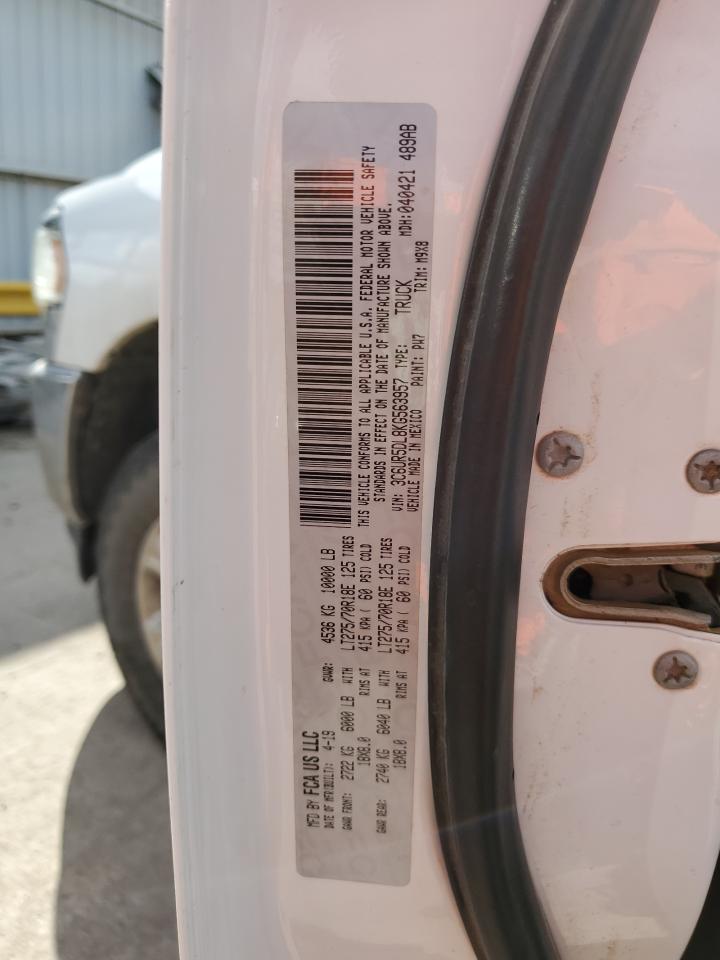 MFD BY FCA US LLC
DATE OF MFR(BUILT): 4-19 GVWR: 4536 KG 10000 LB
GAWR FRONT: 2722 KG 6000 LB WITH LT275/70R18E 125 TIRES
18X8.0 RIMS AT 415 KPA ( 60 PSI) COLD
GAWR REAR: 2740 KG 6040 LB WITH LT275/70R18E 125 TIRES
18X8.0 RIMS AT 415 KPA ( 60 PSI) COLD
THIS VEHICLE CONFORMS TO ALL APPLICABLE U.S.A. FEDERAL MOTOR VEHICLE SAFETY
STANDARDS IN EFFECT ON THE DATE OF MANUFACTURE SHOWN ABOVE.
VIN: 3C6UR5DL8KG563957 TYPE: TRUCK MDH: 040421 489AB
VEHICLE MADE IN MEXICO PAINT: PW7 TRIM: M9X8